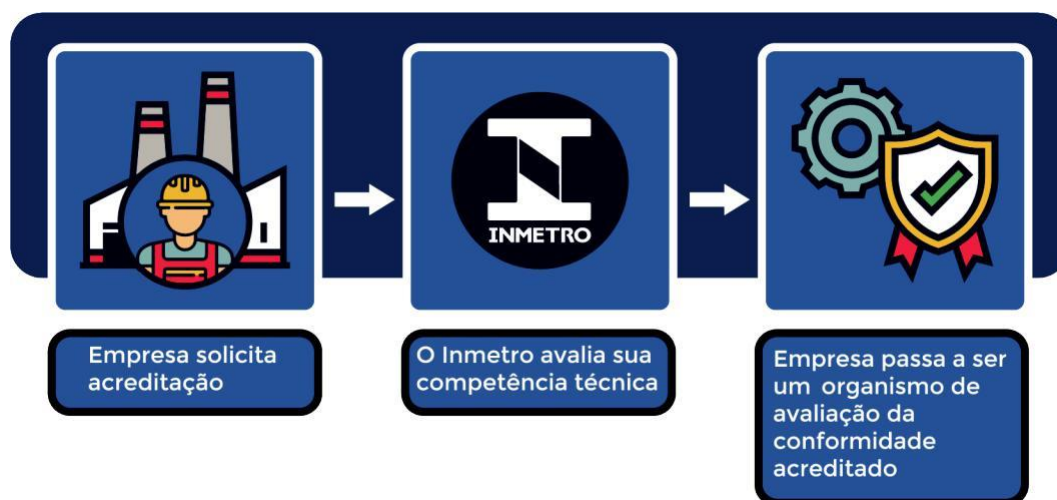 F I
INMETRO
Empresa solicita
acreditação
O Inmetro avalia sua
competência técnica
Empresa passa a ser
um organismo de
avaliação da
conformidade
acreditado